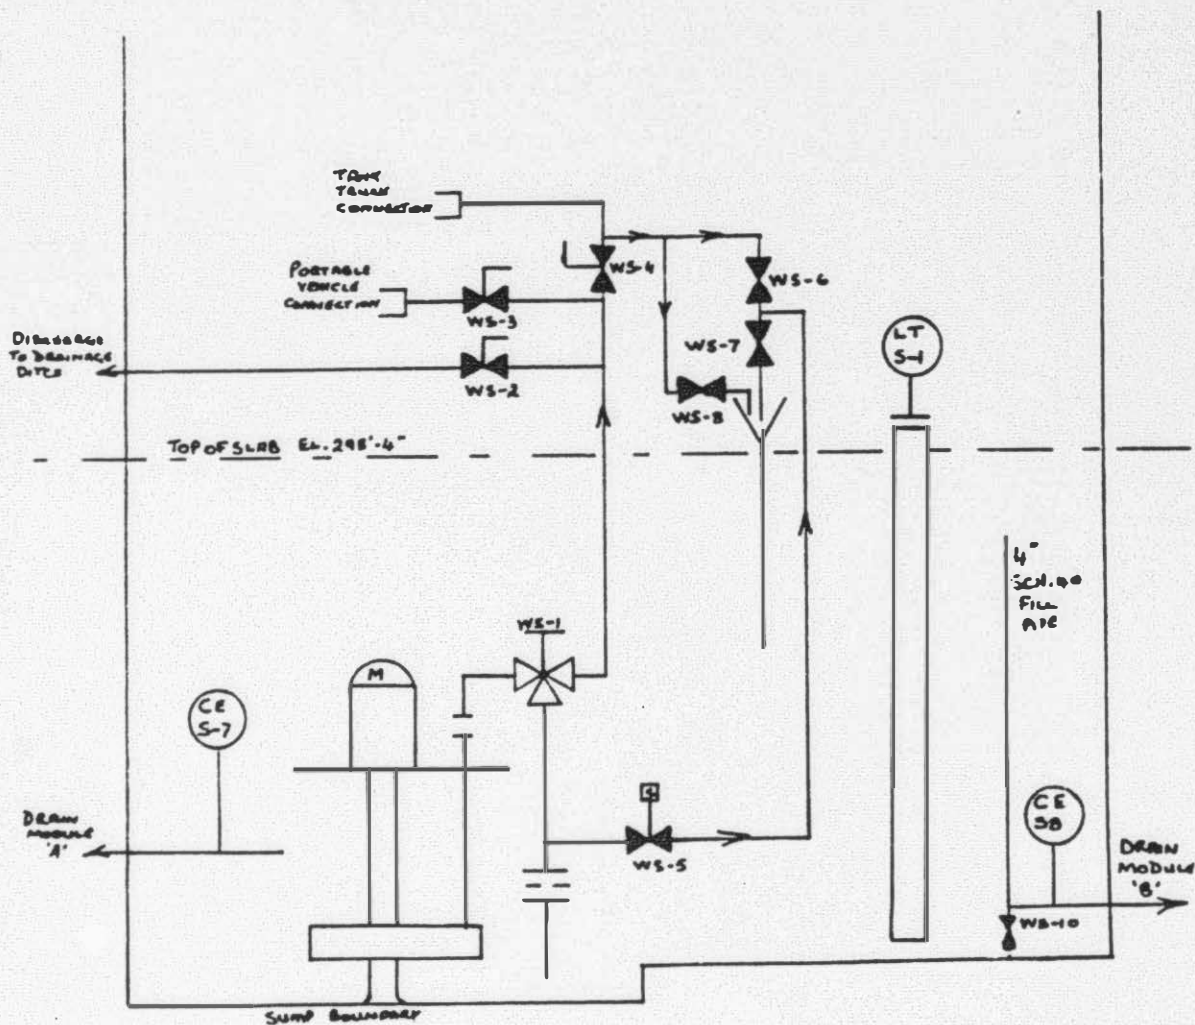 TANK
TRUCK
CONNECTION
PORTABLE
VEHICLE
CONNECTION
WS-4
WS-6
WS-3
DISCHARGE
TO DRAINAGE
DITCH
WS-2
WS-7
WS-8
LT
S-1
TOP OF SLAB EL. 298'-4"
4"
SCH. 40
FILL
WS-1
M
CE
S-7
DRAIN
MODULE
'A'
S
WS-5
CE
S8
DRAIN
MODULE
'B'
WS-10
SUMP BOUNDARY